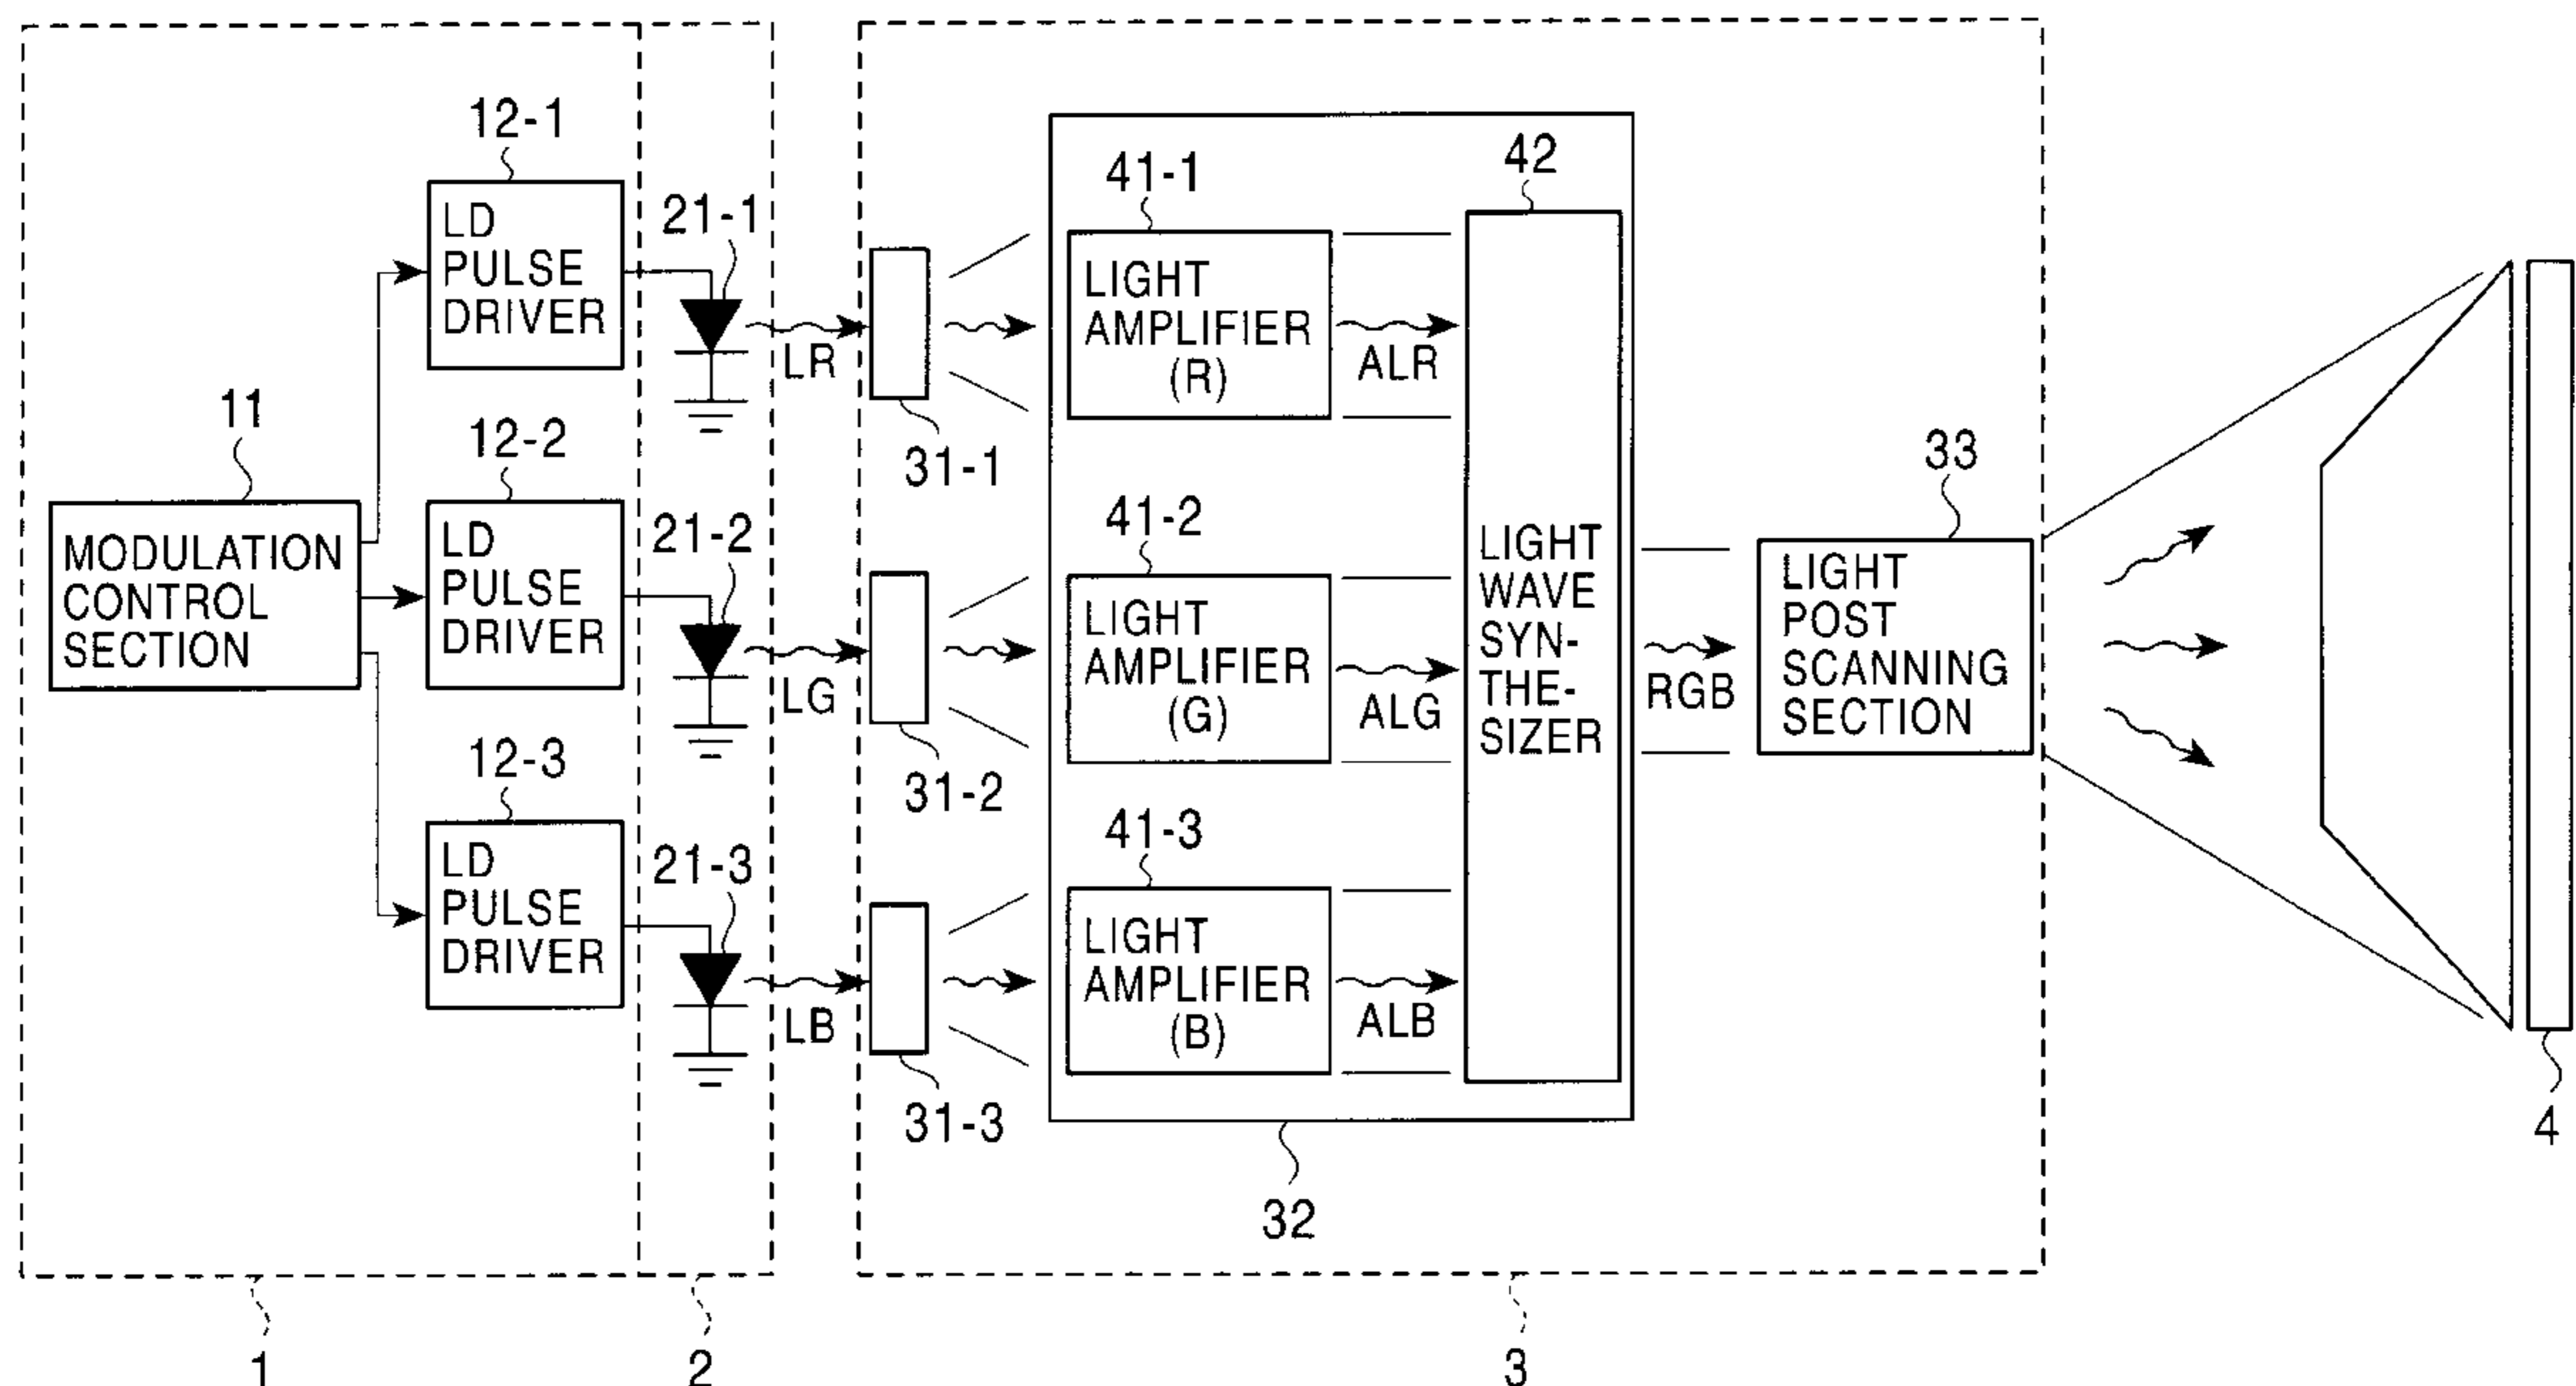 12-1
LD
PULSE
DRIVER
21-1
LR
11
MODULATION
CONTROL
SECTION
12-2
LD
PULSE
DRIVER
21-2
LG
12-3
LD
PULSE
DRIVER
21-3
LB
31-1
31-2
31-3
41-1
LIGHT
AMPLIFIER
(R)
ALR
41-2
LIGHT
AMPLIFIER
(G)
ALG
41-3
LIGHT
AMPLIFIER
(B)
ALB
42
LIGHT
WAVE
SYN-
THE-
SIZER
RGB
33
LIGHT
POST
SCANNING
SECTION
32
4
1
2
3